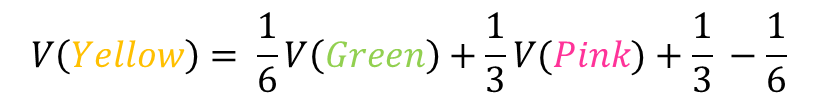 V(Yellow) = 1/6 V(Green) + 1/3 V(Pink) + 1/3 − 1/6